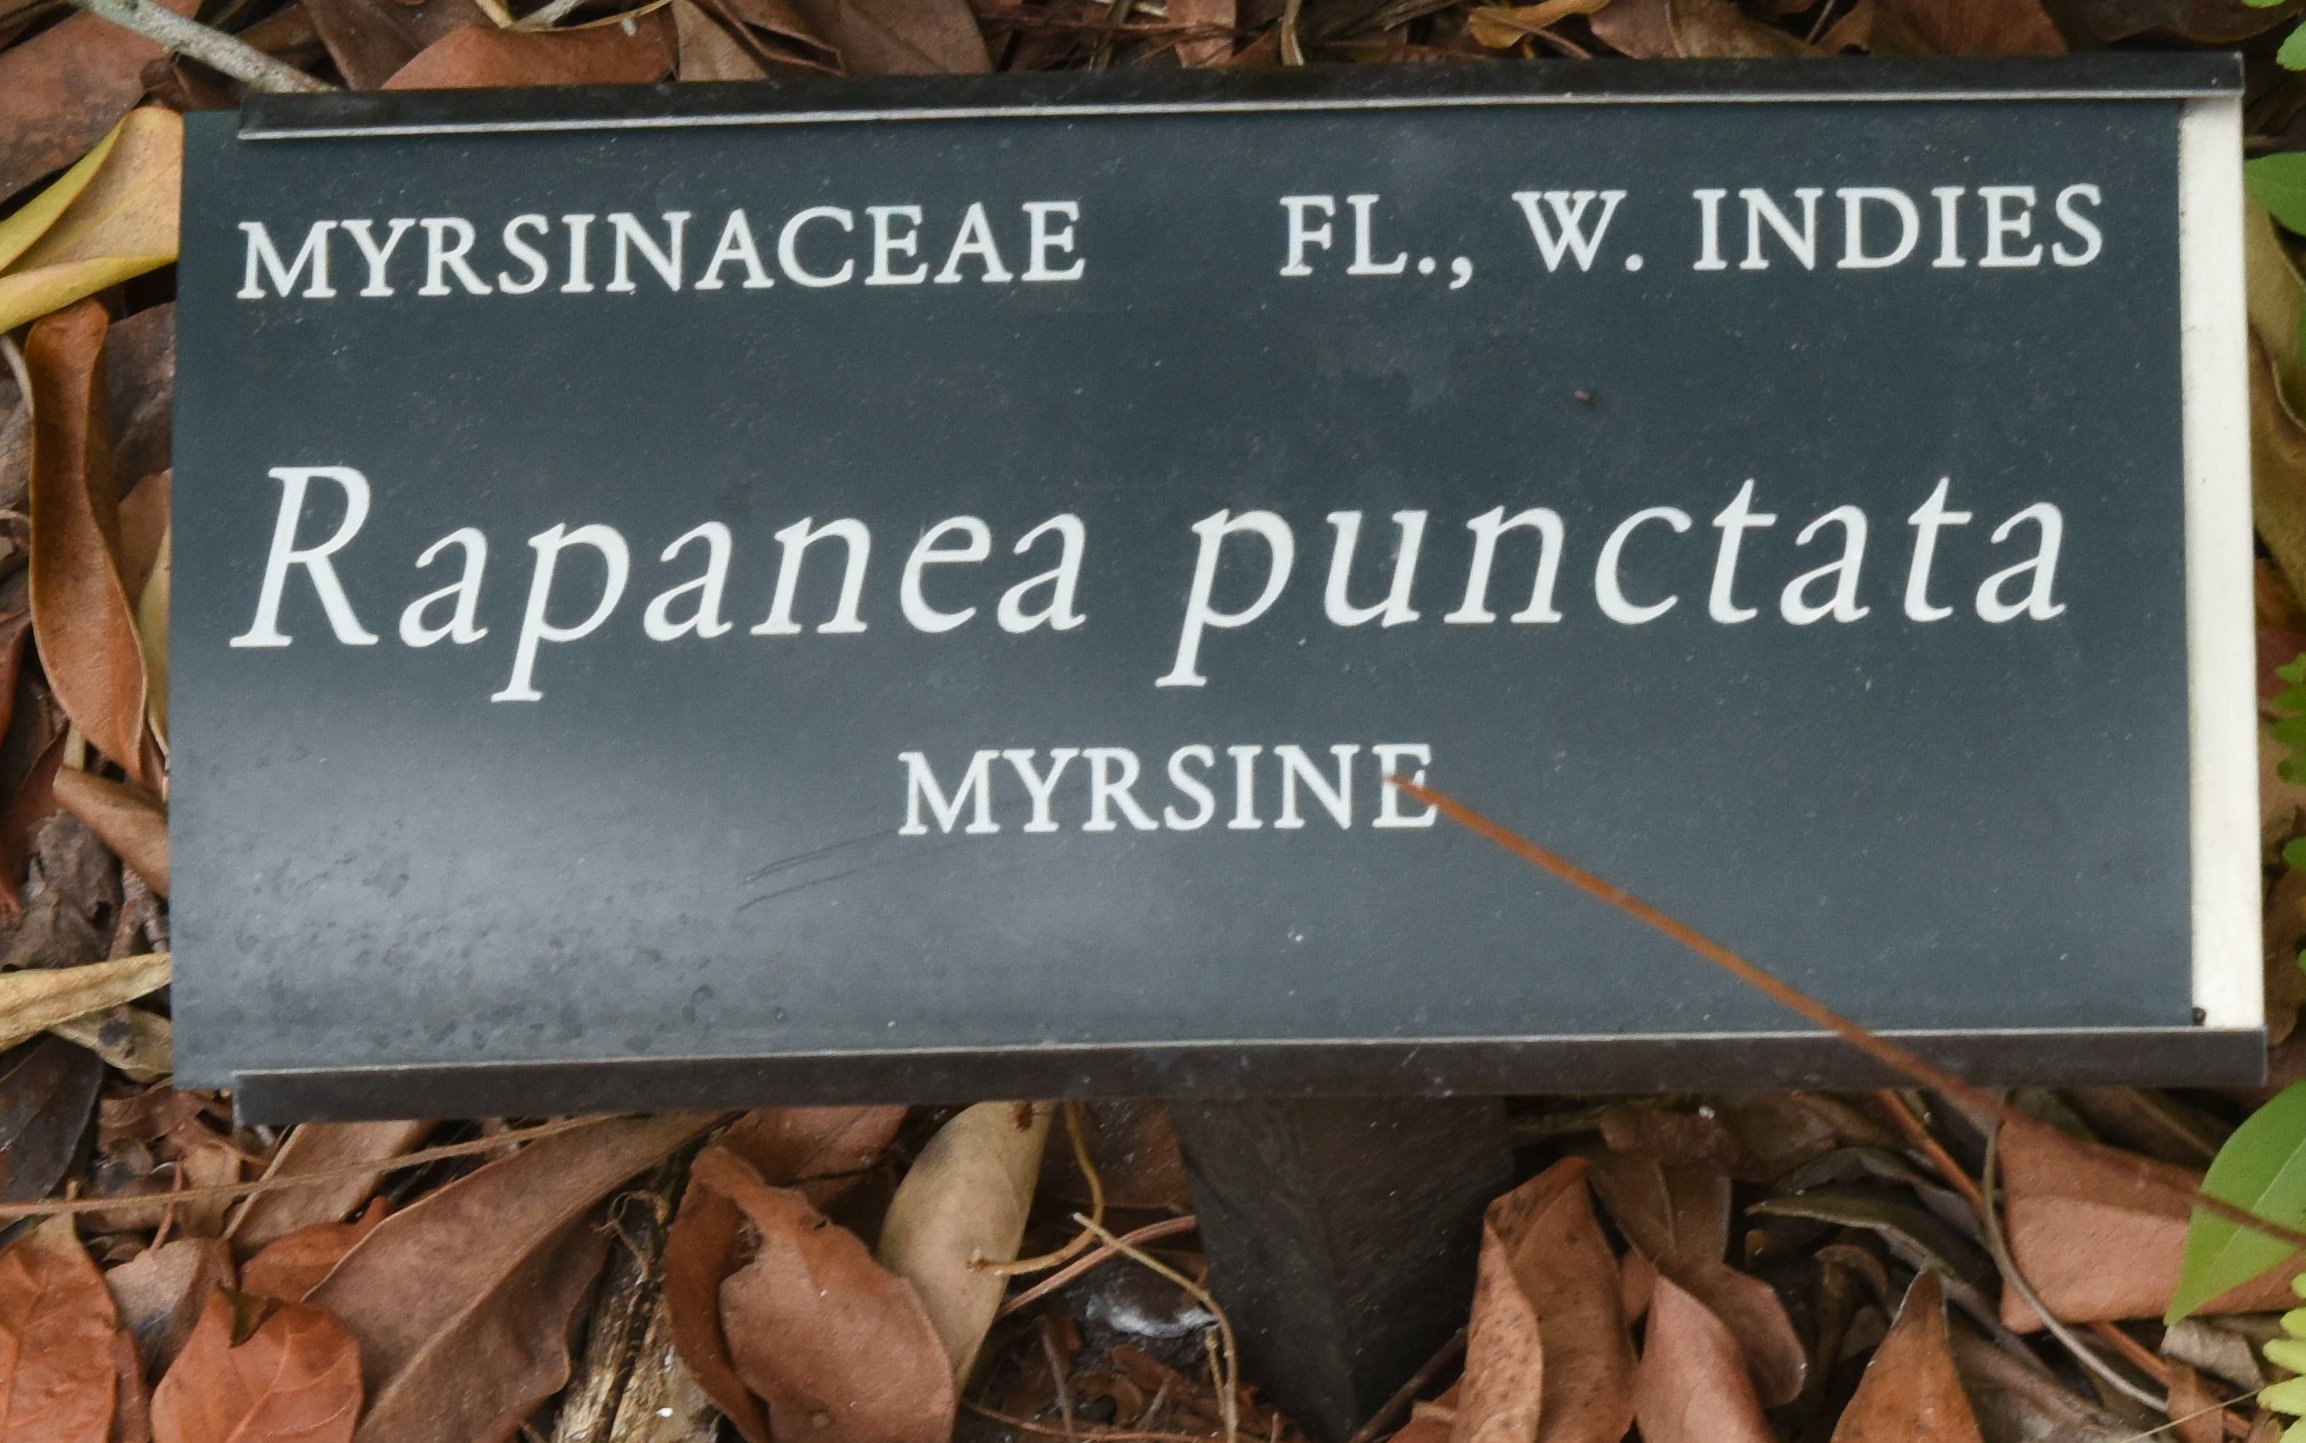 MYRSINACEAE FL., W. INDIES
Rapanea punctata
MYRSINE